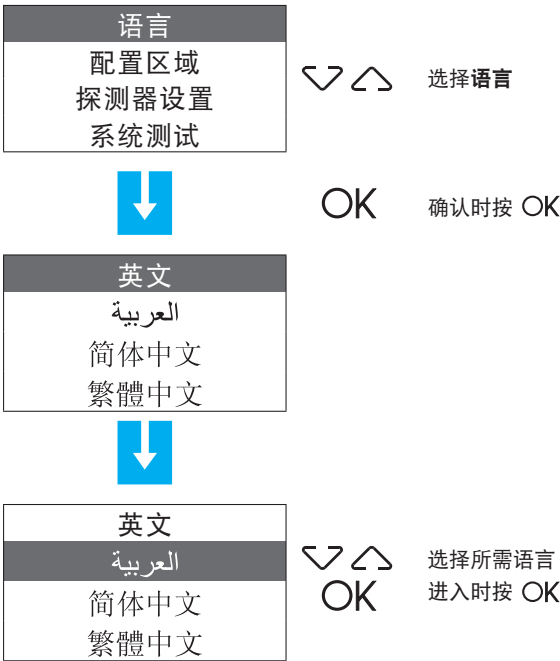 语言
配置区域
探测器设置
系统测试
选择语言
OK
确认时按 OK
英文
العربية
简体中文
繁體中文
英文
العربية
简体中文
繁體中文
选择所需语言
OK
进入时按 OK